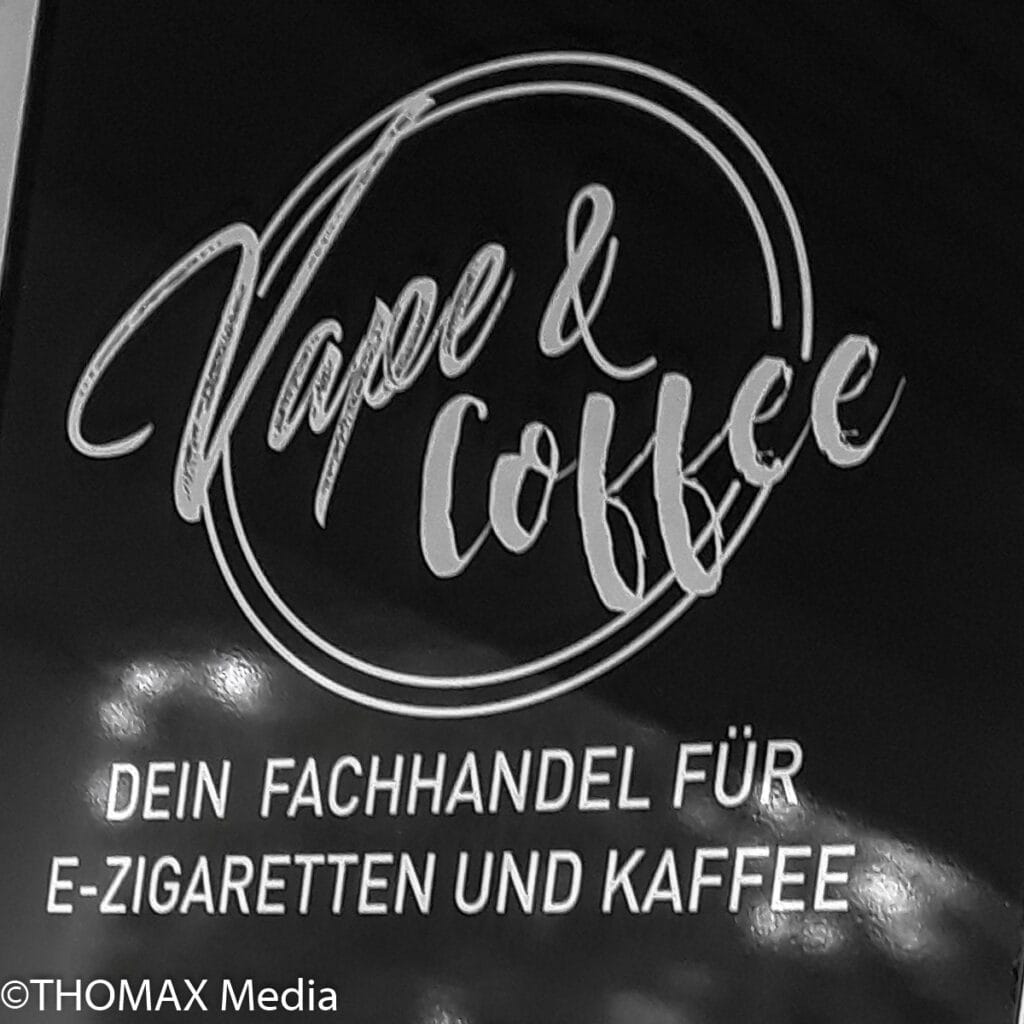 Vape &
Coffee
DEIN FACHHANDEL FÜR
E-ZIGARETTEN UND KAFFEE
©THOMAX Media